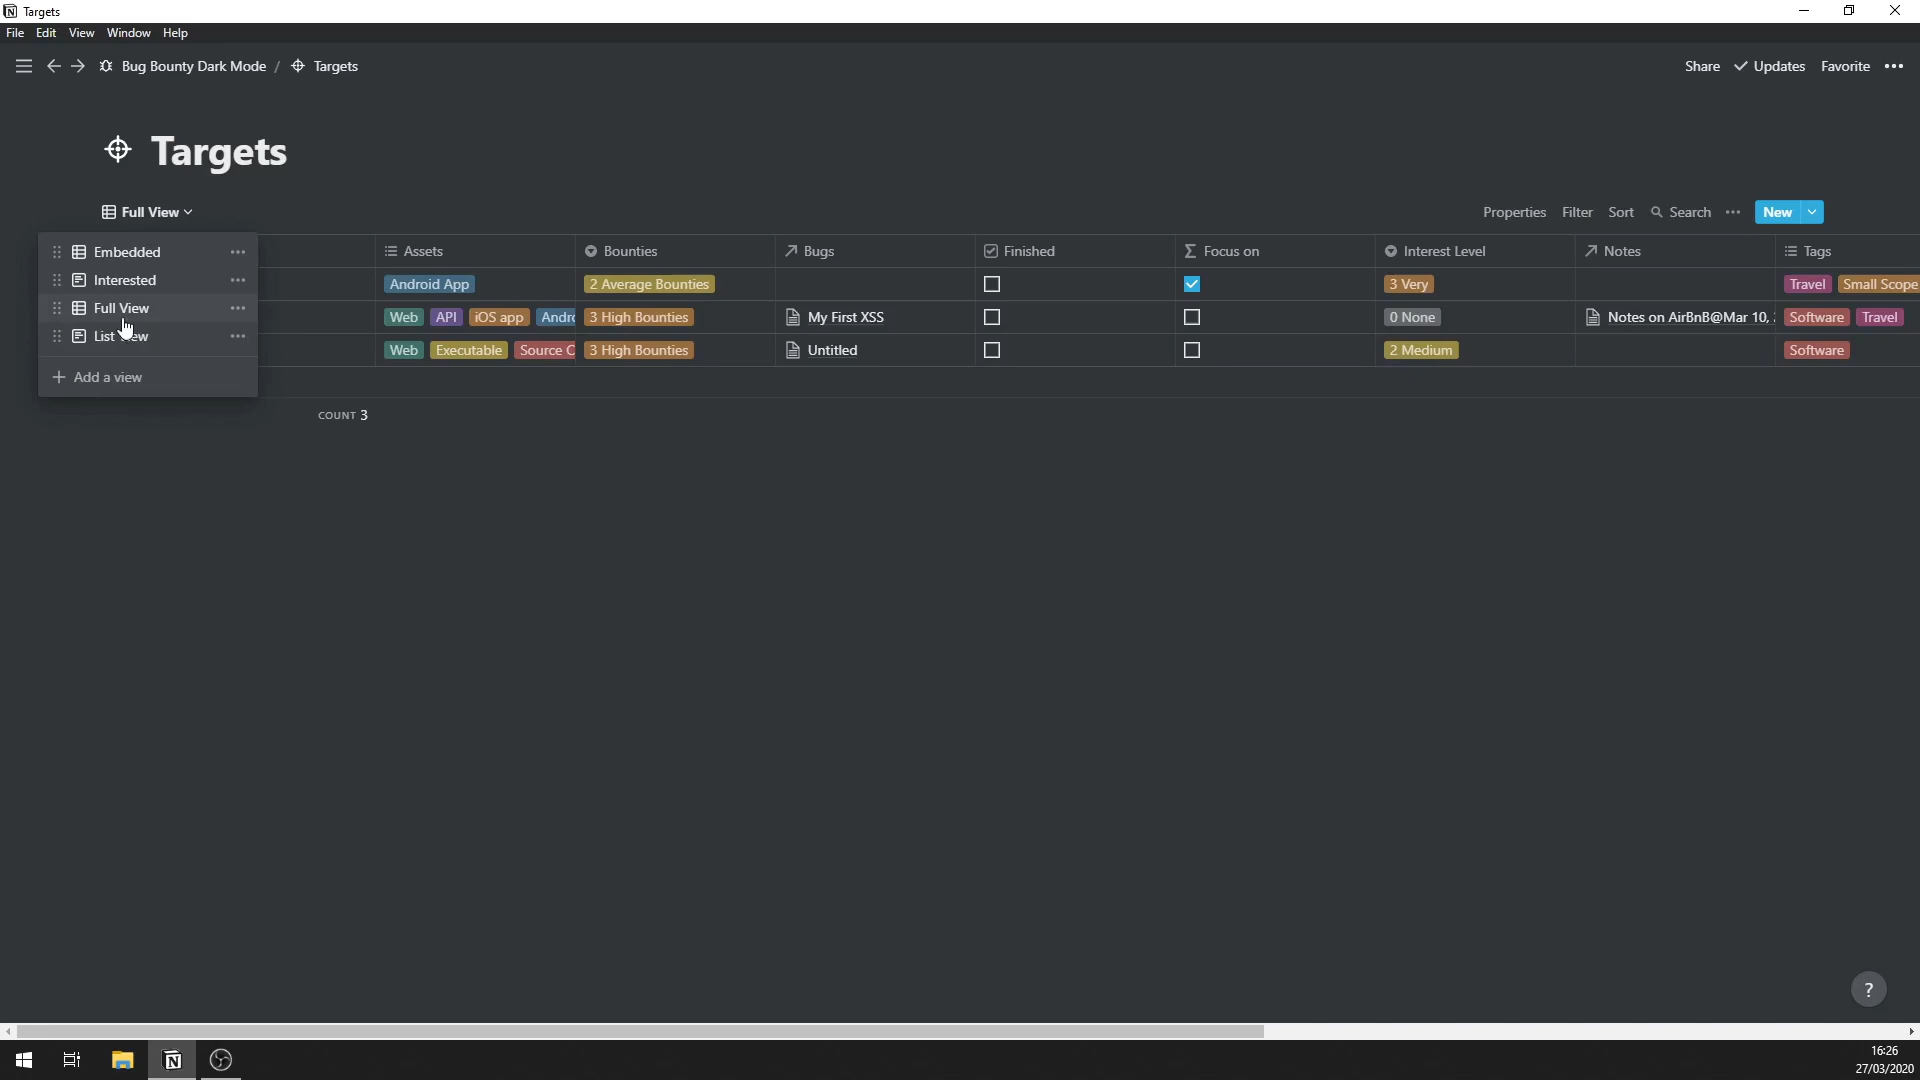 Targets
File Edit View Window Help
Bug Bounty Dark Mode / Targets Share Updates Favorite
Targets
Full View Properties Filter Sort Search New
Embedded
Interested
Full View
List View
+ Add a view
Assets Bounties Bugs Finished Focus on Interest Level Notes Tags
Android App 2 Average Bounties 3 Very Travel Small Scope
Web API iOS app Andro 3 High Bounties My First XSS 0 None Notes on AirBnB@Mar 10, Software Travel
Web Executable Source C 3 High Bounties Untitled 2 Medium Software
COUNT 3
?
16:26
27/03/2020